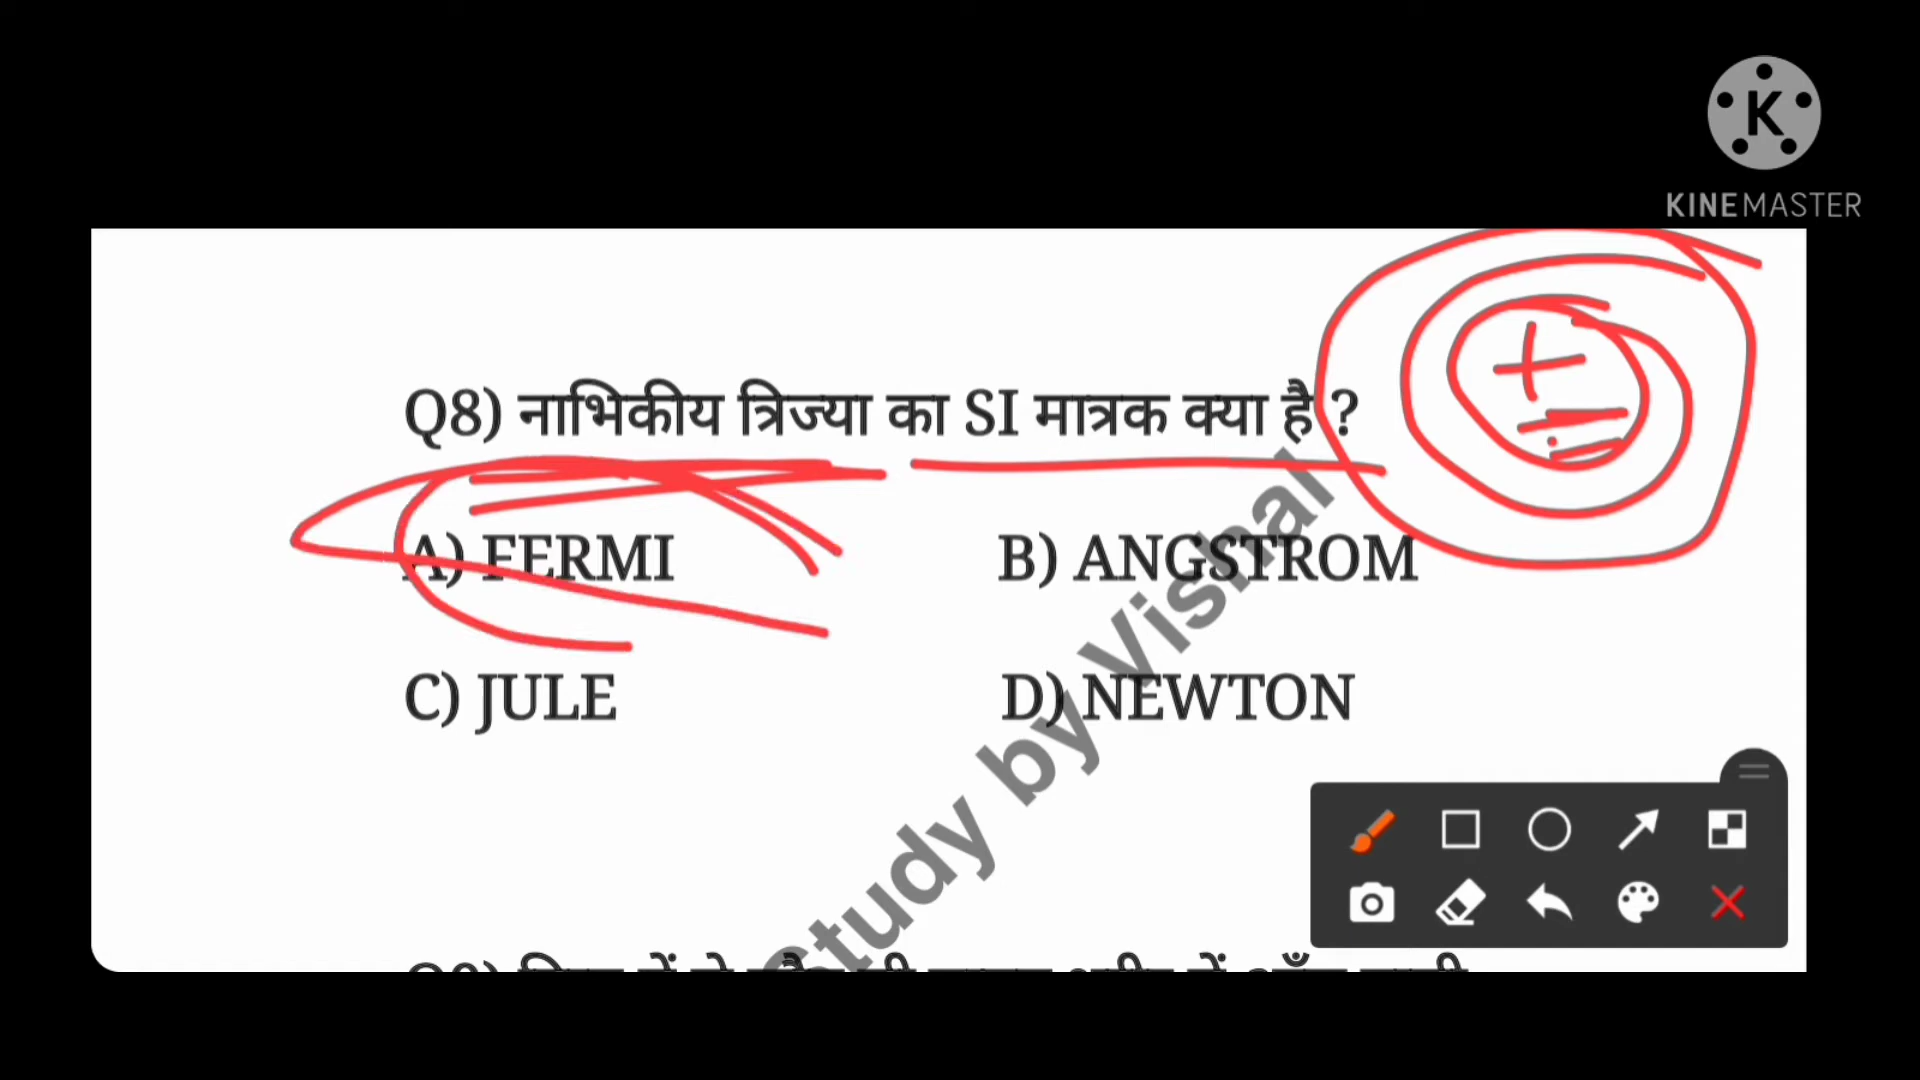 K
KINEMASTER
Q8) नाभिकीय त्रिज्या का SI मात्रक क्या है ?
A) FERMI
B) ANGSTROM
C) JULE
D) NEWTON
Study by Vishal